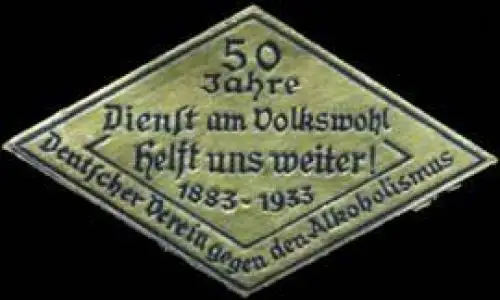 50
Jahre
Dienst am Volkswohl
Helft uns weiter!
1883-1933
Deutscher Verein gegen den Alkoholismus